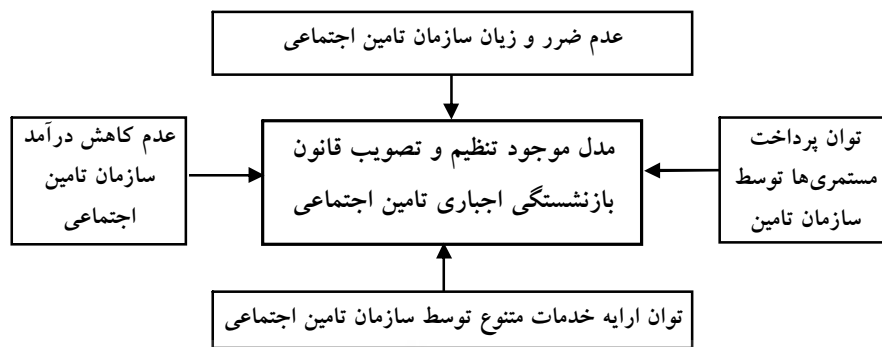 عدم ضرر و زیان سازمان تامین اجتماعی
توان پرداخت
مستمری‌ها توسط
سازمان تامین
مدل موجود تنظیم و تصویب قانون
بازنشستگی اجباری تامین اجتماعی
عدم کاهش درآمد
سازمان تامین
اجتماعی
توان ارایه خدمات متنوع توسط سازمان تامین اجتماعی